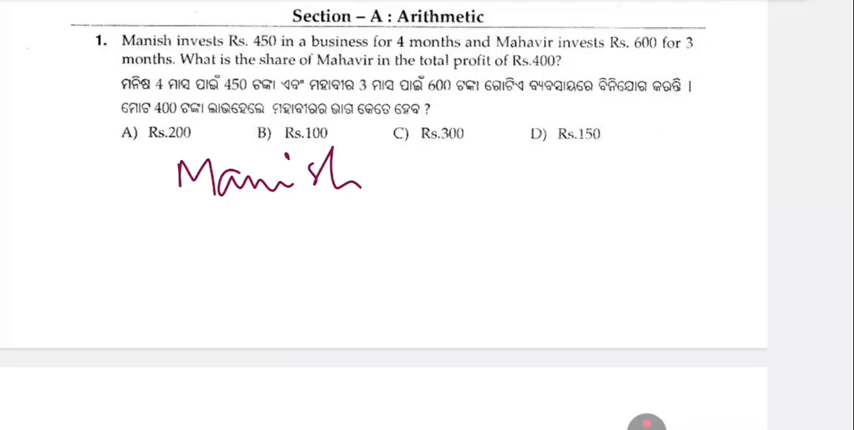 Section – A : Arithmetic
1. Manish invests Rs. 450 in a business for 4 months and Mahavir invests Rs. 600 for 3
months. What is the share of Mahavir in the total profit of Rs.400?
ମନିଷ 4 ମାସ ପାଇଁ 450 ଟଙ୍କା ଏବଂ ମହାବୀର 3 ମାସ ପାଇଁ 600 ଟଙ୍କା ଗୋଟିଏ ବ୍ୟବସାୟରେ ବିନିଯୋଗ କରନ୍ତି ।
ମୋଟ 400 ଟଙ୍କା ଲାଭହେଲେ ମହାବୀରର ଭାଗ କେତେ ହେବ ?
A) Rs.200 B) Rs.100 C) Rs.300 D) Rs.150
Manish